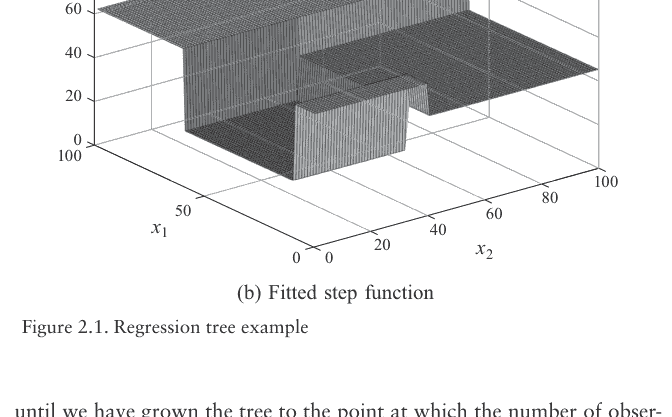 60
40
20
0
100
50
x1
0
0
20
40
60
80
100
x2
(b) Fitted step function
Figure 2.1. Regression tree example
until we have grown the tree to the point at which the number of obser-